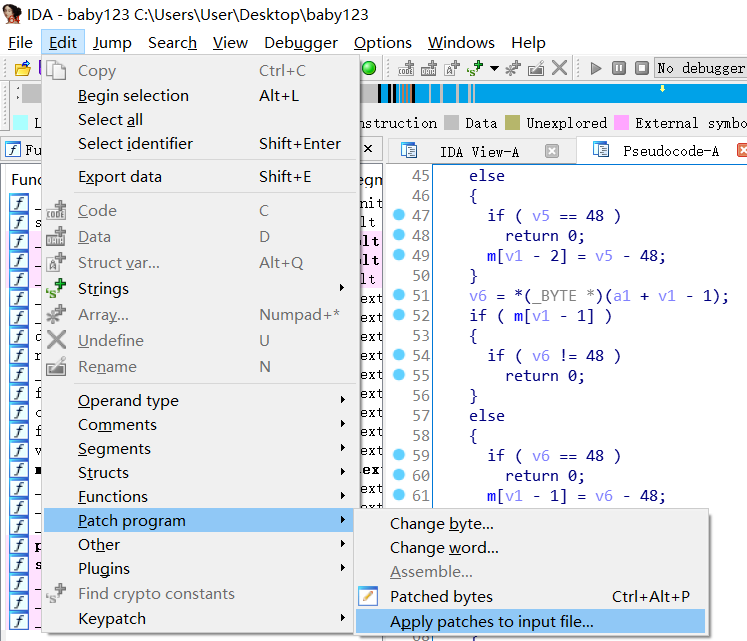 IDA - baby123 C:\Users\User\Desktop\baby123
File Edit Jump Search View Debugger Options Windows Help
No debugger
Copy Ctrl+C
Begin selection Alt+L
Select all
Select identifier Shift+Enter
Export data Shift+E
Code C
Data D
Struct var... Alt+Q
Strings
Array... Numpad+*
Undefine U
Rename N
Operand type
Comments
Segments
Structs
Functions
Patch program
Other
Plugins
Find crypto constants
Keypatch
Change byte...
Change word...
Assemble...
Patched bytes Ctrl+Alt+P
Apply patches to input file...
Data Unexplored External symbo
IDA View-A Pseudocode-A
45 else
46 {
47 if ( v5 == 48 )
48 return 0;
49 m[v1 - 2] = v5 - 48;
50 }
51 v6 = *(_BYTE *)(a1 + v1 - 1);
52 if ( m[v1 - 1] )
53 {
54 if ( v6 != 48 )
55 return 0;
56 }
57 else
58 {
59 if ( v6 == 48 )
60 return 0;
61 m[v1 - 1] = v6 - 48;